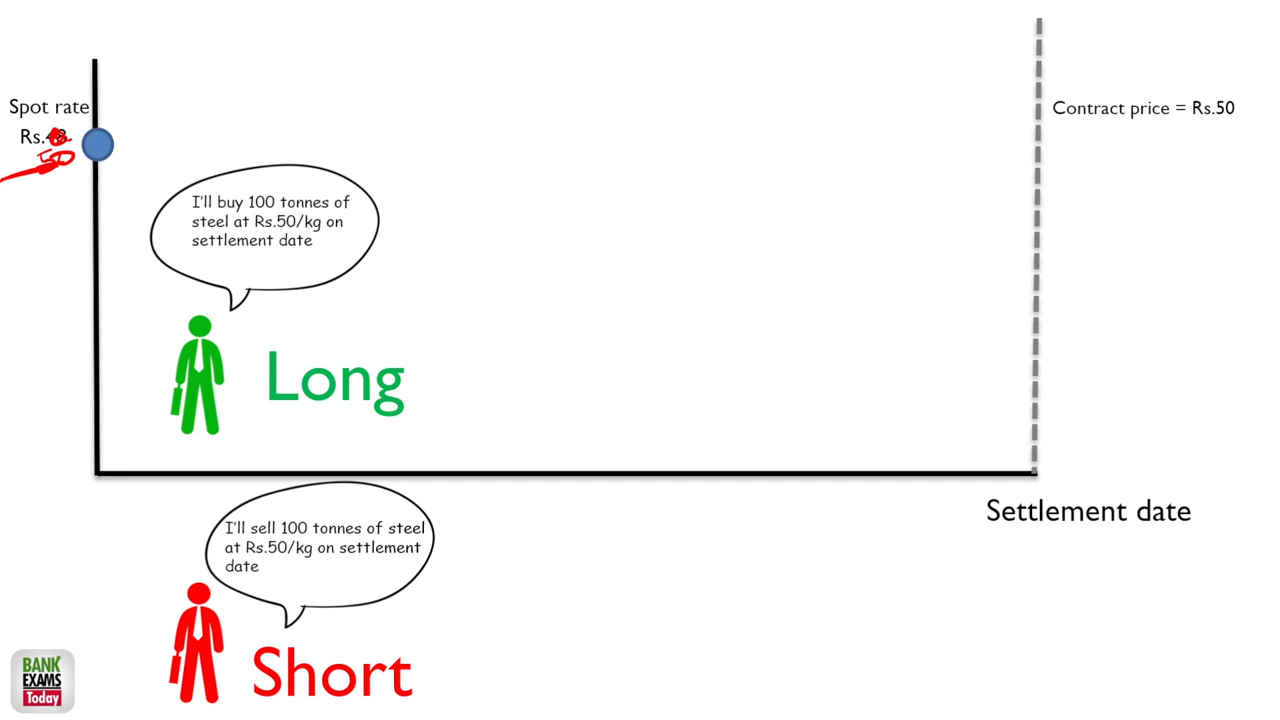 Spot rate
Rs.48
50
Contract price = Rs.50
I'll buy 100 tonnes of
steel at Rs.50/kg on
settlement date
Long
Settlement date
I'll sell 100 tonnes of steel
at Rs.50/kg on settlement
date
Short
BANK
EXAMS
Today